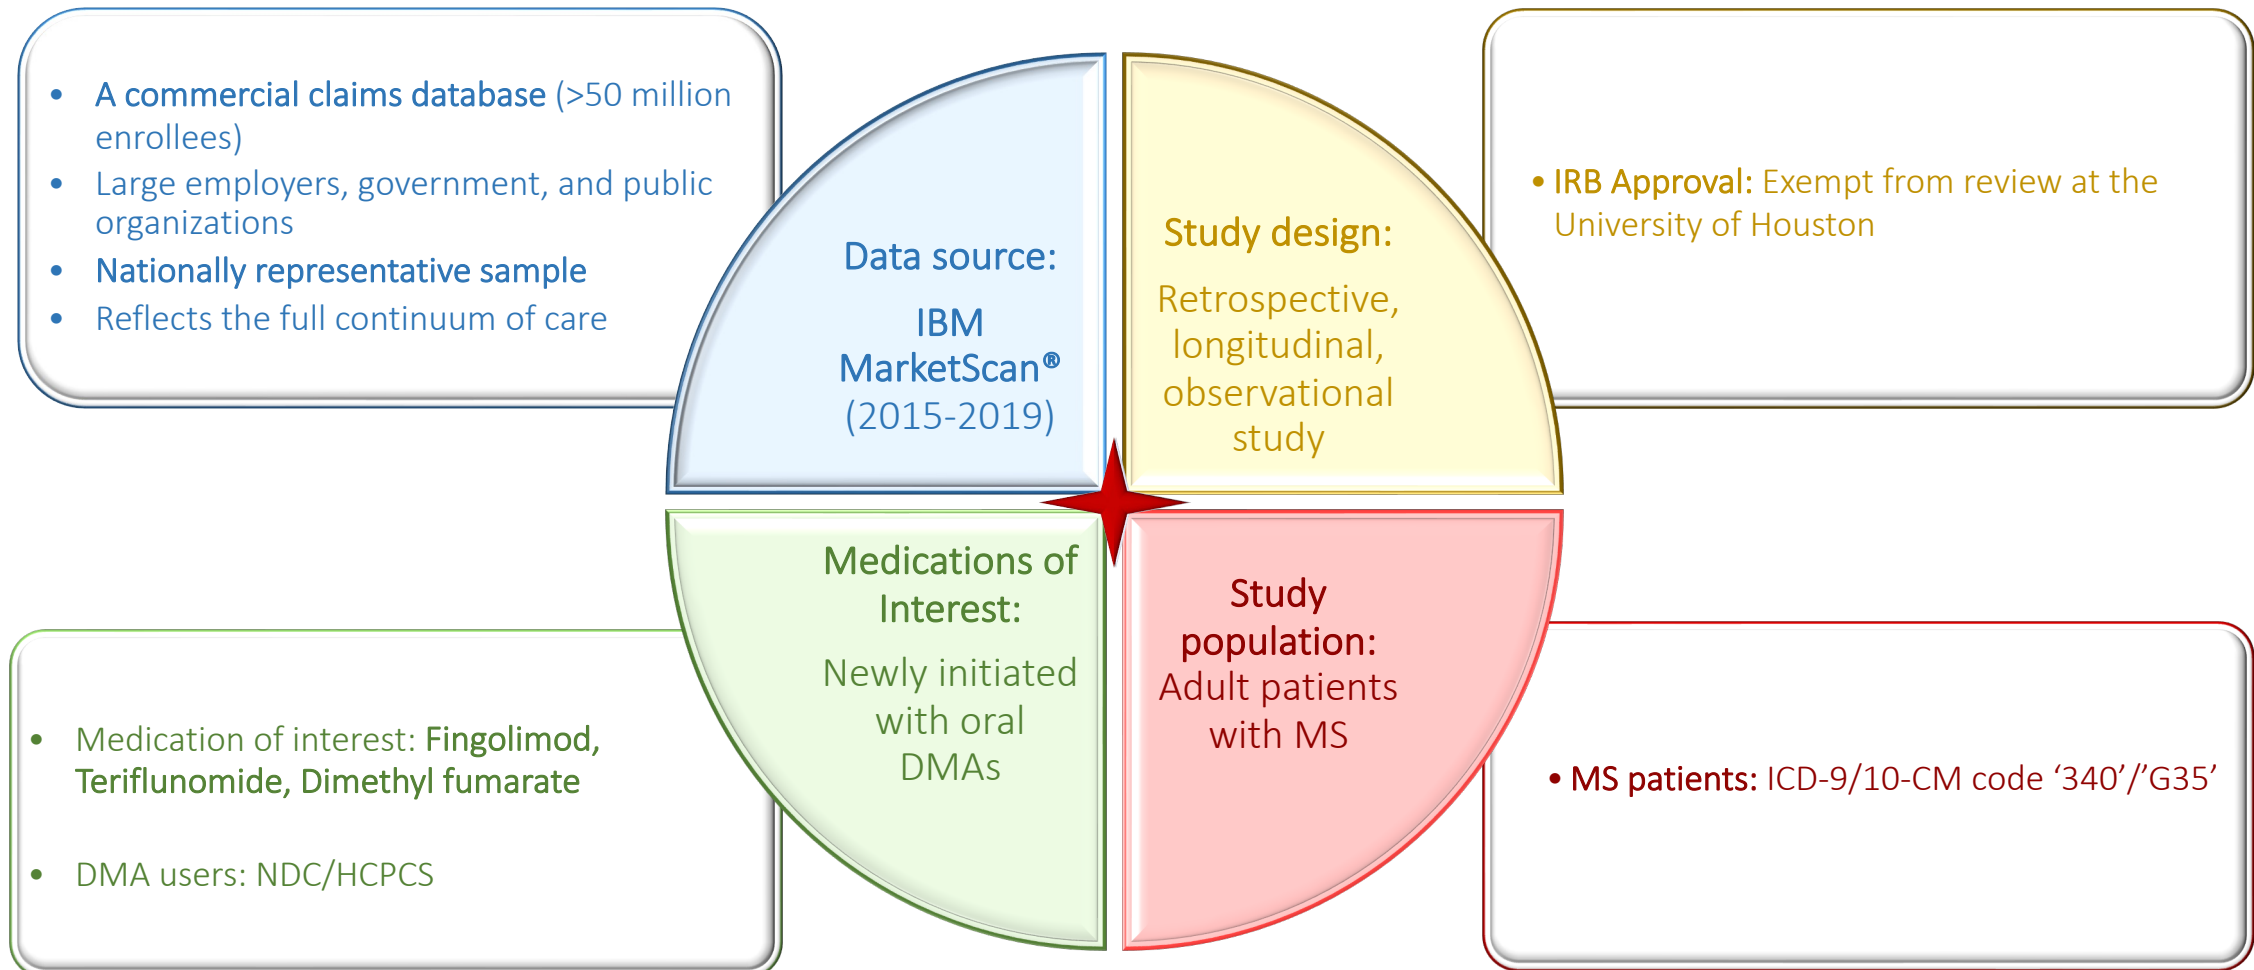 • A commercial claims database (>50 million
enrollees)
• Large employers, government, and public
organizations
• Nationally representative sample
• Reflects the full continuum of care
Data source:
IBM
MarketScan®
(2015-2019)
Study design:
Retrospective,
longitudinal,
observational
study
• IRB Approval: Exempt from review at the
University of Houston
• Medication of interest: Fingolimod,
Teriflunomide, Dimethyl fumarate
• DMA users: NDC/HCPCS
Medications of
Interest:
Newly initiated
with oral
DMAs
Study
population:
Adult patients
with MS
• MS patients: ICD-9/10-CM code ‘340’/’G35’